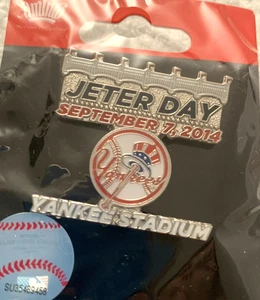 JETER DAY
SEPTEMBER 7, 2014
Yankees
YANKEE STADIUM